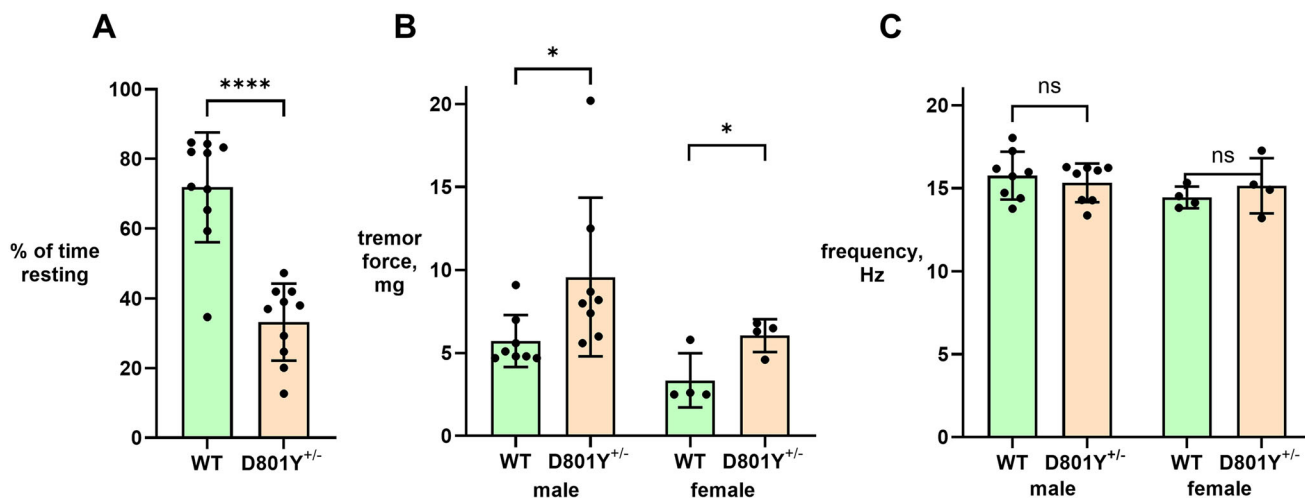 A
B
C
% of time
resting
100
80
60
40
20
0
****
WT
D801Y+/-
tremor
force,
mg
20
15
10
5
0
*
*
WT
D801Y+/-
WT
D801Y+/-
male
female
frequency,
Hz
20
15
10
5
0
ns
ns
WT
D801Y+/-
WT
D801Y+/-
male
female